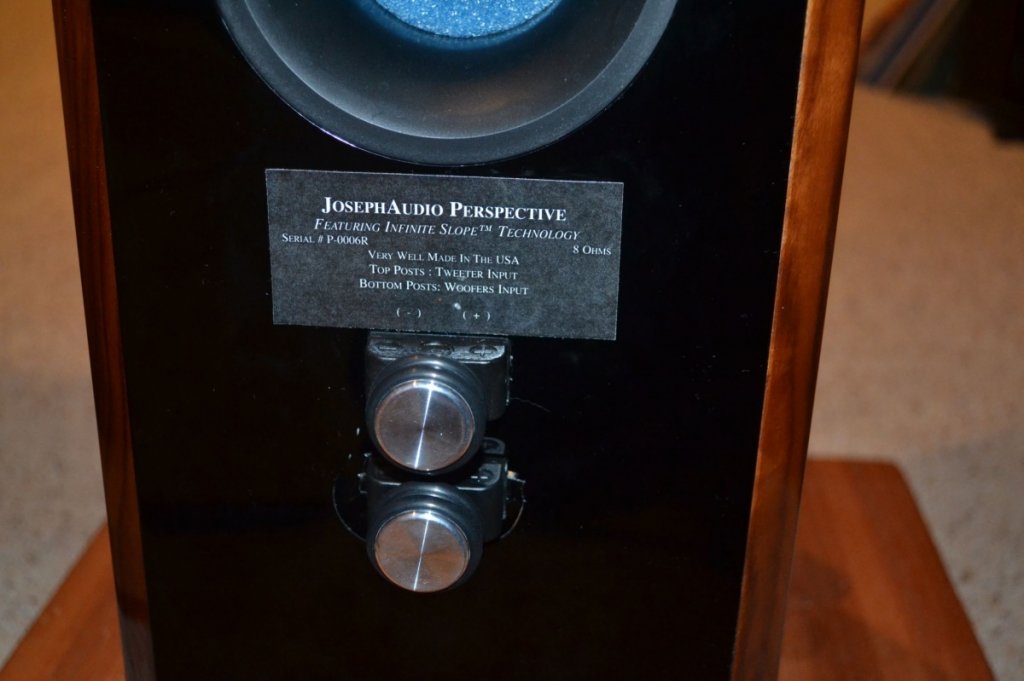 JosephAudio Perspective
Featuring Infinite Slope™ Technology
Serial # P-0006R 8 Ohms
Very Well Made In The USA
Top Posts : Tweeter Input
Bottom Posts: Woofers Input
( - ) ( + )